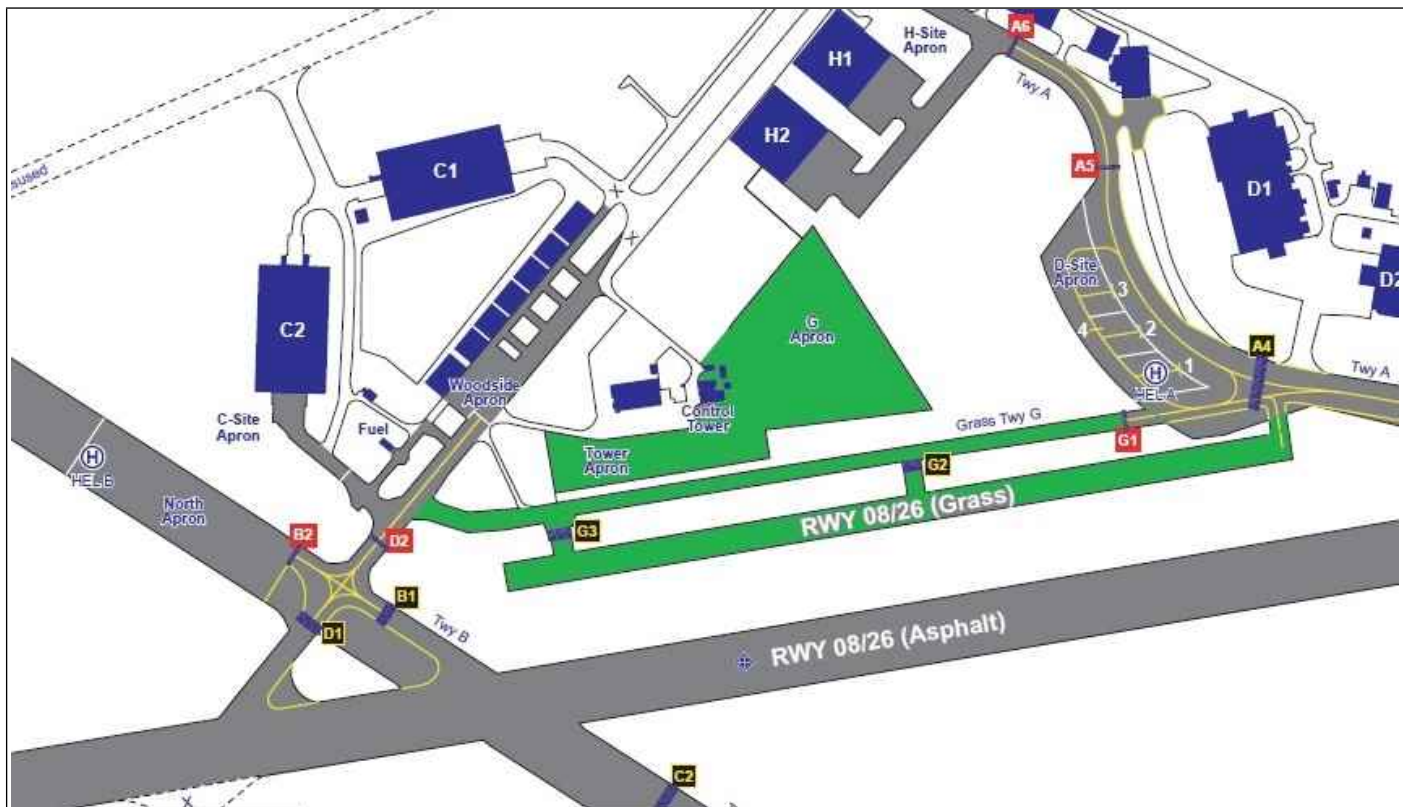 A6
H-Site
Apron
H1
Twy A
H2
C1
A5
D1
D-Site
Apron
3
C2
G
Apron
4
2
1
A4
H
HEL A
Twy A
D2
Woodside
Apron
Control
Tower
C-Site
Apron
Fuel
Grass Twy G
G1
Tower
Apron
G2
H
HEL B
North
Apron
RWY 08/26 (Grass)
G3
B2
D2
B1
D1
Twy B
RWY 08/26 (Asphalt)
C2